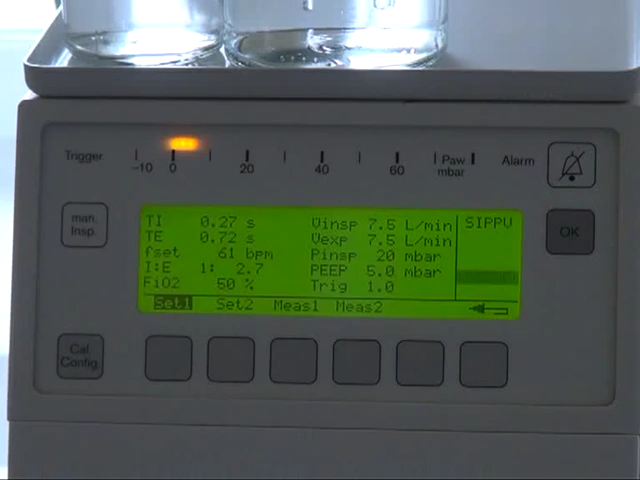 Trigger
-10 0 20 40 60 Paw mbar
Alarm
man. Insp.
OK
TI 0.27 s Vinsp 7.5 L/min SIPPV
TE 0.72 s Vexp 7.5 L/min
fset 61 bpm Pinsp 20 mbar
I:E 1: 2.7 PEEP 5.0 mbar
FiO2 50 % Trig 1.0
Set1 Set2 Meas1 Meas2
Cal. Config.